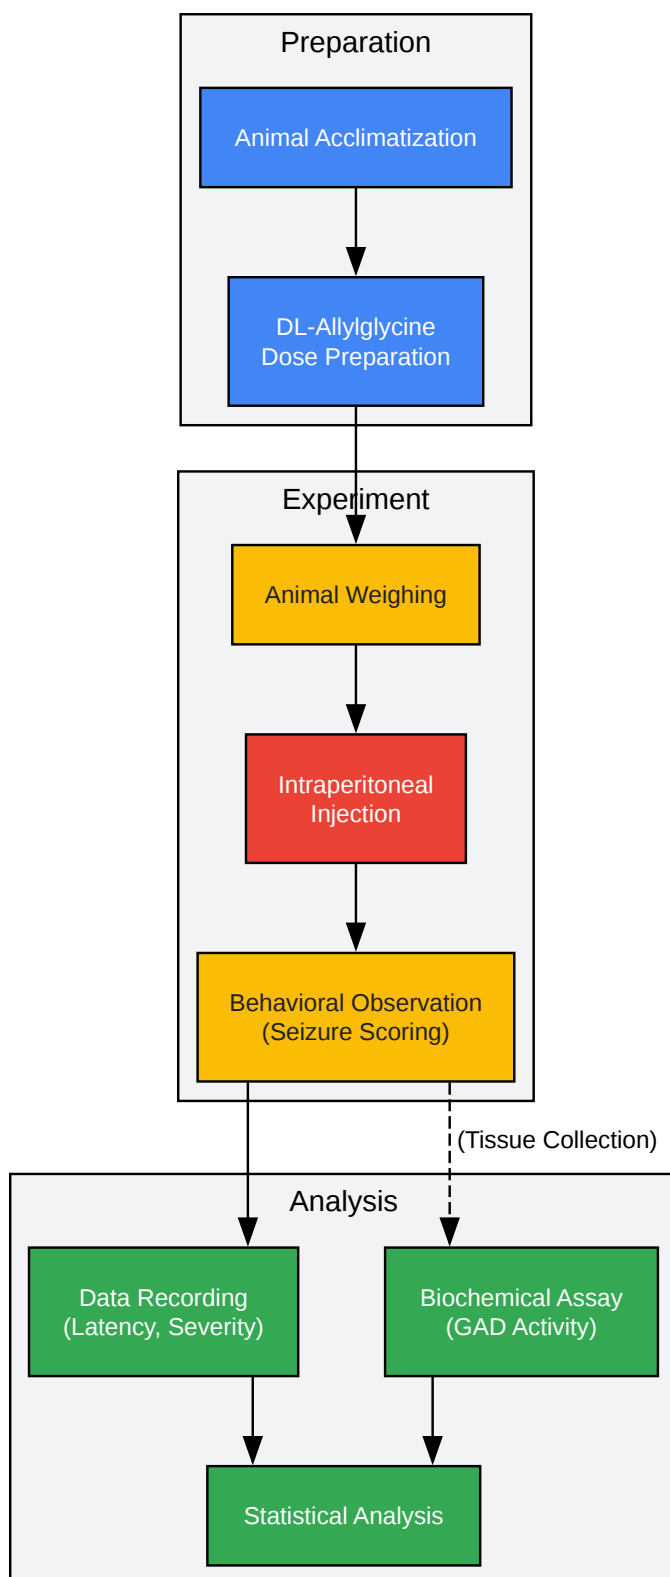 Preparation
Animal Acclimatization
DL-Allylglycine
Dose Preparation
Experiment
Animal Weighing
Intraperitoneal
Injection
Behavioral Observation
(Seizure Scoring)
(Tissue Collection)
Analysis
Data Recording
(Latency, Severity)
Biochemical Assay
(GAD Activity)
Statistical Analysis